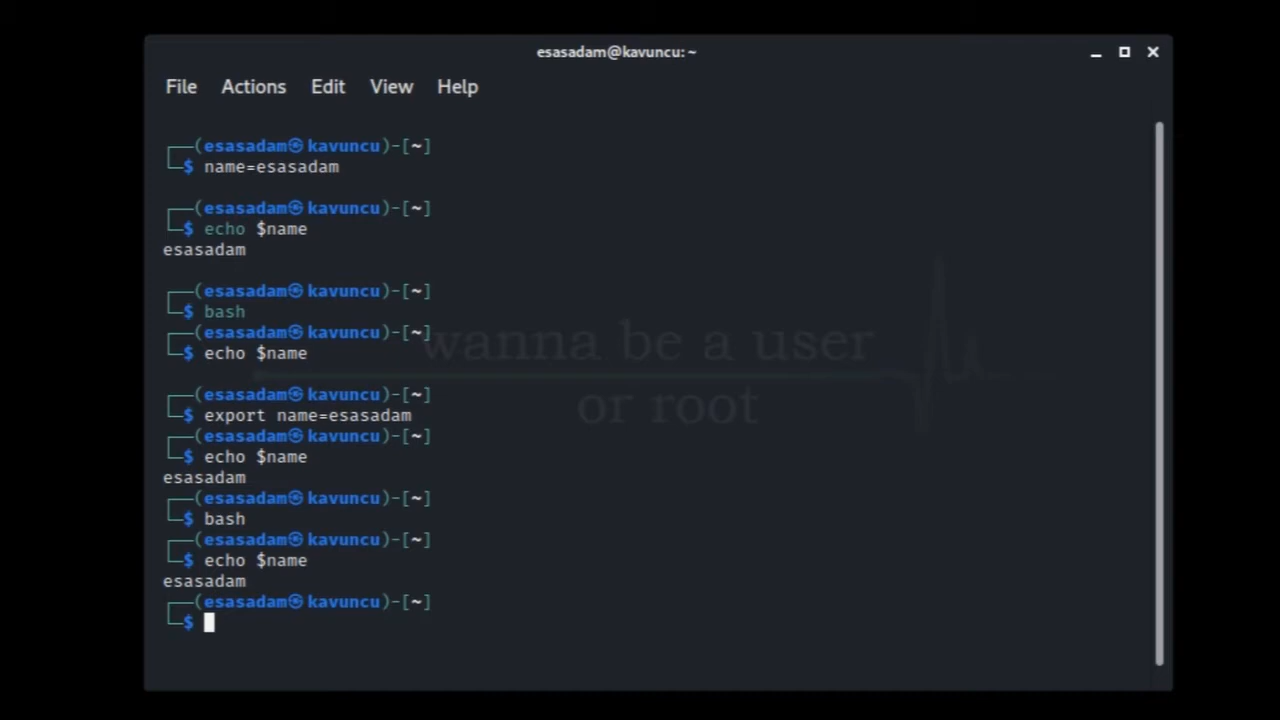 esasadam@kavuncu: ~
File Actions Edit View Help
┌──(esasadam㉿kavuncu)-[~]
└─$ name=esasadam
┌──(esasadam㉿kavuncu)-[~]
└─$ echo $name
esasadam
┌──(esasadam㉿kavuncu)-[~]
└─$ bash
┌──(esasadam㉿kavuncu)-[~]
└─$ echo $name
┌──(esasadam㉿kavuncu)-[~]
└─$ export name=esasadam
┌──(esasadam㉿kavuncu)-[~]
└─$ echo $name
esasadam
┌──(esasadam㉿kavuncu)-[~]
└─$ bash
┌──(esasadam㉿kavuncu)-[~]
└─$ echo $name
esasadam
┌──(esasadam㉿kavuncu)-[~]
└─$
wanna be a user
or root